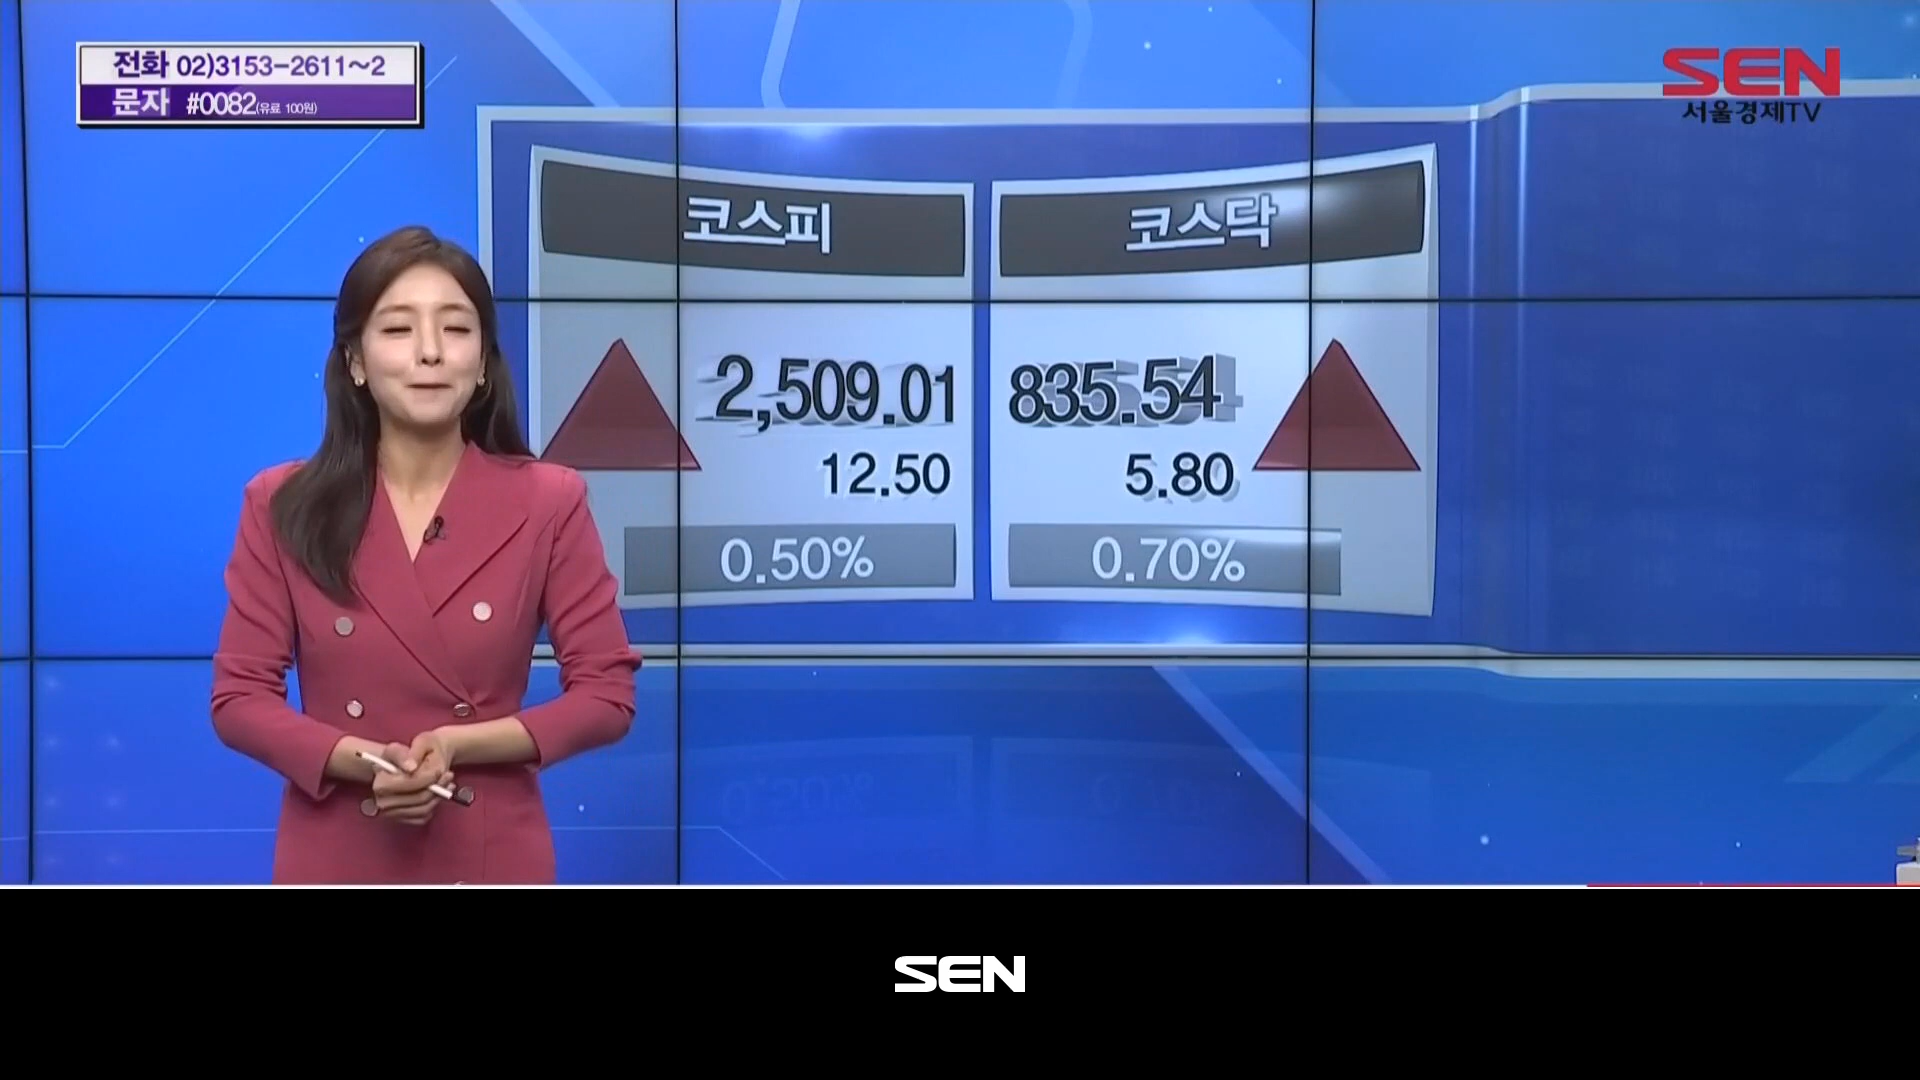 전화 02)3153-2611~2
문자 #0082(유료 100원)
SEN
서울경제TV
코스피
코스닥
2,509.01
835.54
12.50
5.80
0.50%
0.70%
SEN